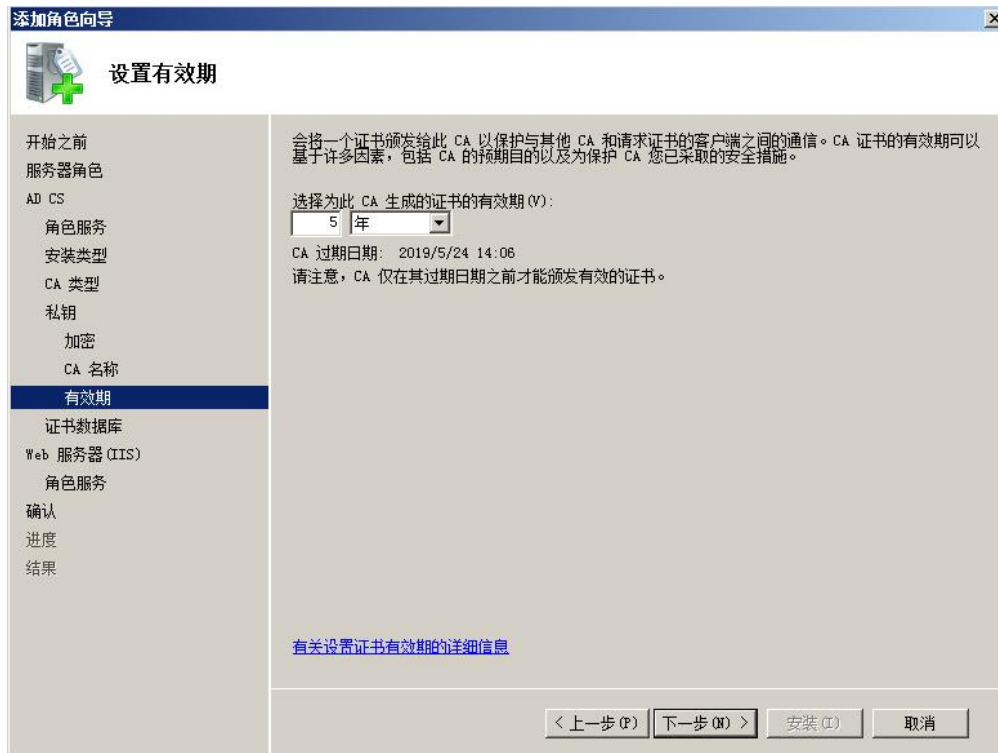 添加角色向导
设置有效期
开始之前
服务器角色
AD CS
角色服务
安装类型
CA 类型
私钥
加密
CA 名称
有效期
证书数据库
Web 服务器(IIS)
角色服务
确认
进度
结果
会将一个证书颁发给此 CA 以保护与其他 CA 和请求证书的客户端之间的通信。CA 证书的有效期可以
基于许多因素，包括 CA 的预期目的以及为保护 CA 您已采取的安全措施。
选择为此 CA 生成的证书的有效期(V):
5 年
CA 过期日期: 2019/5/24 14:06
请注意，CA 仅在其过期日期之前才能颁发有效的证书。
有关设置证书有效期的详细信息
< 上一步(P) 下一步(N) > 安装(I) 取消